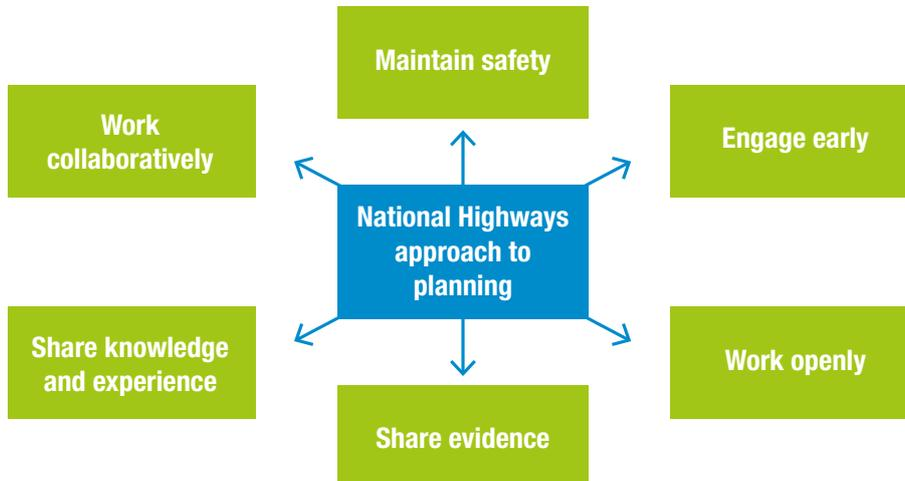 Maintain safety
Work
collaboratively
Engage early
National Highways
approach to
planning
Share knowledge
and experience
Work openly
Share evidence